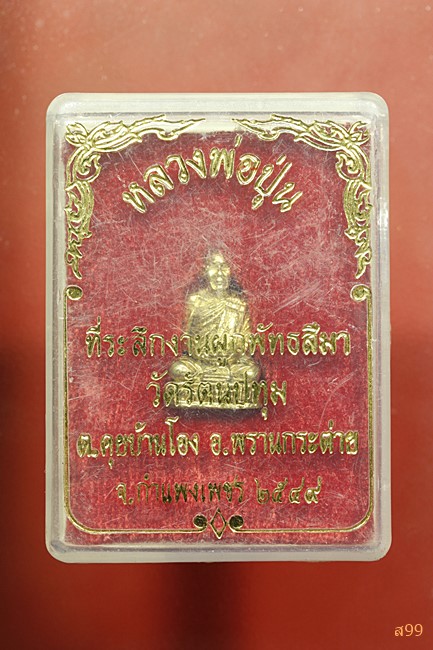 หลวงพ่อปุ่น
ที่ระลึกงานผูกพัทธสีมา
วัดรัตนปทุม
ต.คุยบ้านโอง อ.พรานกระต่าย
จ.กำแพงเพชร ๒๕๔๙
ส99